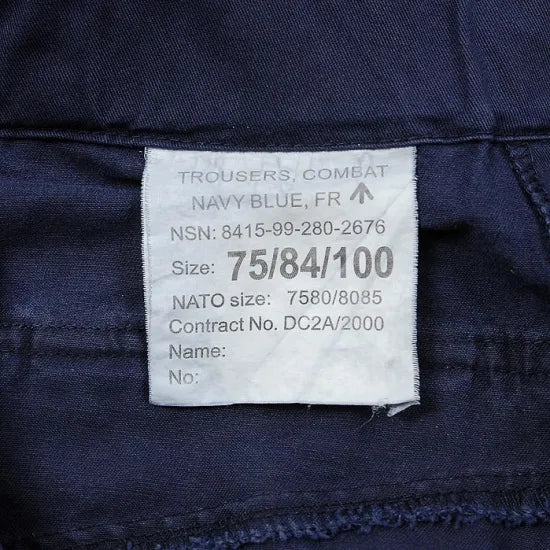 TROUSERS, COMBAT
NAVY BLUE, FR
NSN: 8415-99-280-2676
Size: 75/84/100
NATO size: 7580/8085
Contract No. DC2A/2000
Name:
No: